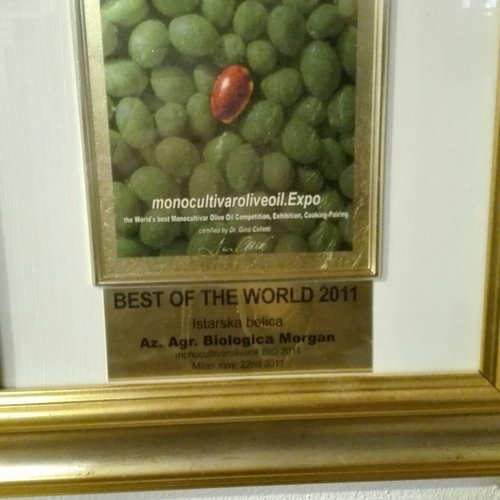 monocultivaroliveoil.Expo
the World's best Monocultivar Olive Oil Competition, Exhibition, Cooking-Pairing
certified by Dr. Gino Celletti
BEST OF THE WORLD 2011
Istarska belica
Az. Agr. Biologica Morgan
monocultivaroliveoil BIO 2011
Milan may, 22nd 2011